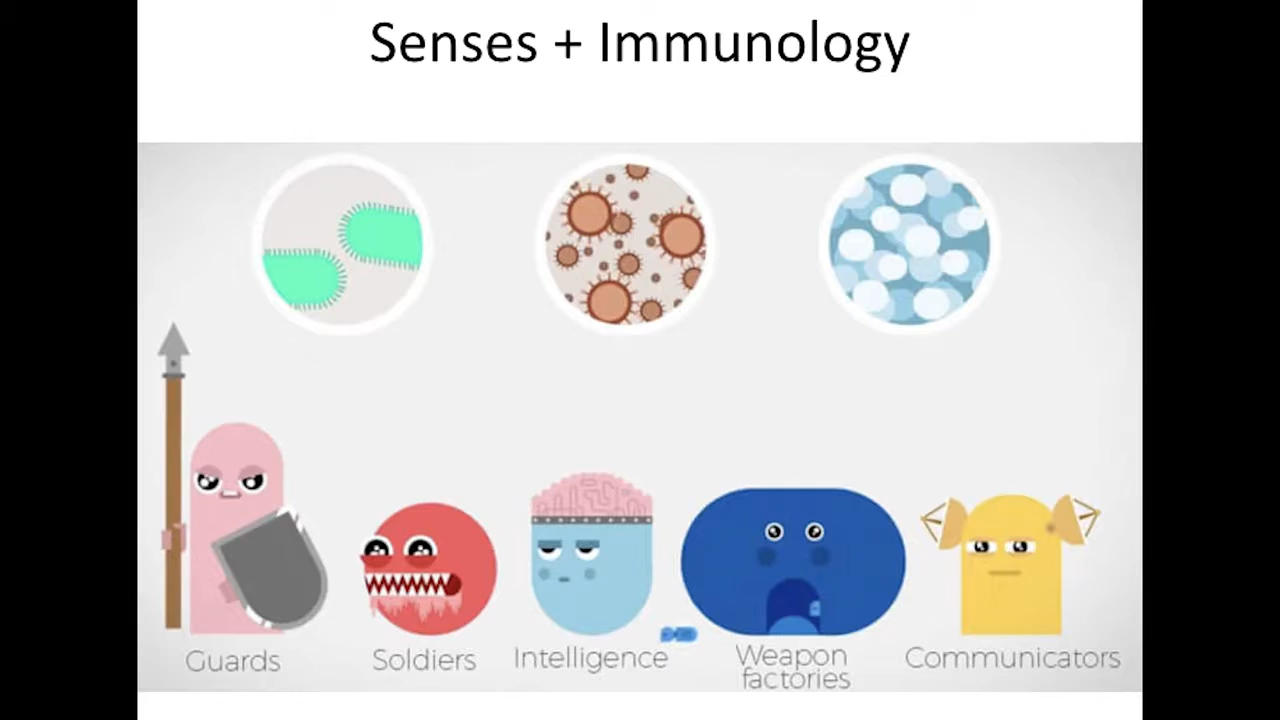 Senses + Immunology
Guards
Soldiers
Intelligence
Weapon
factories
Communicators